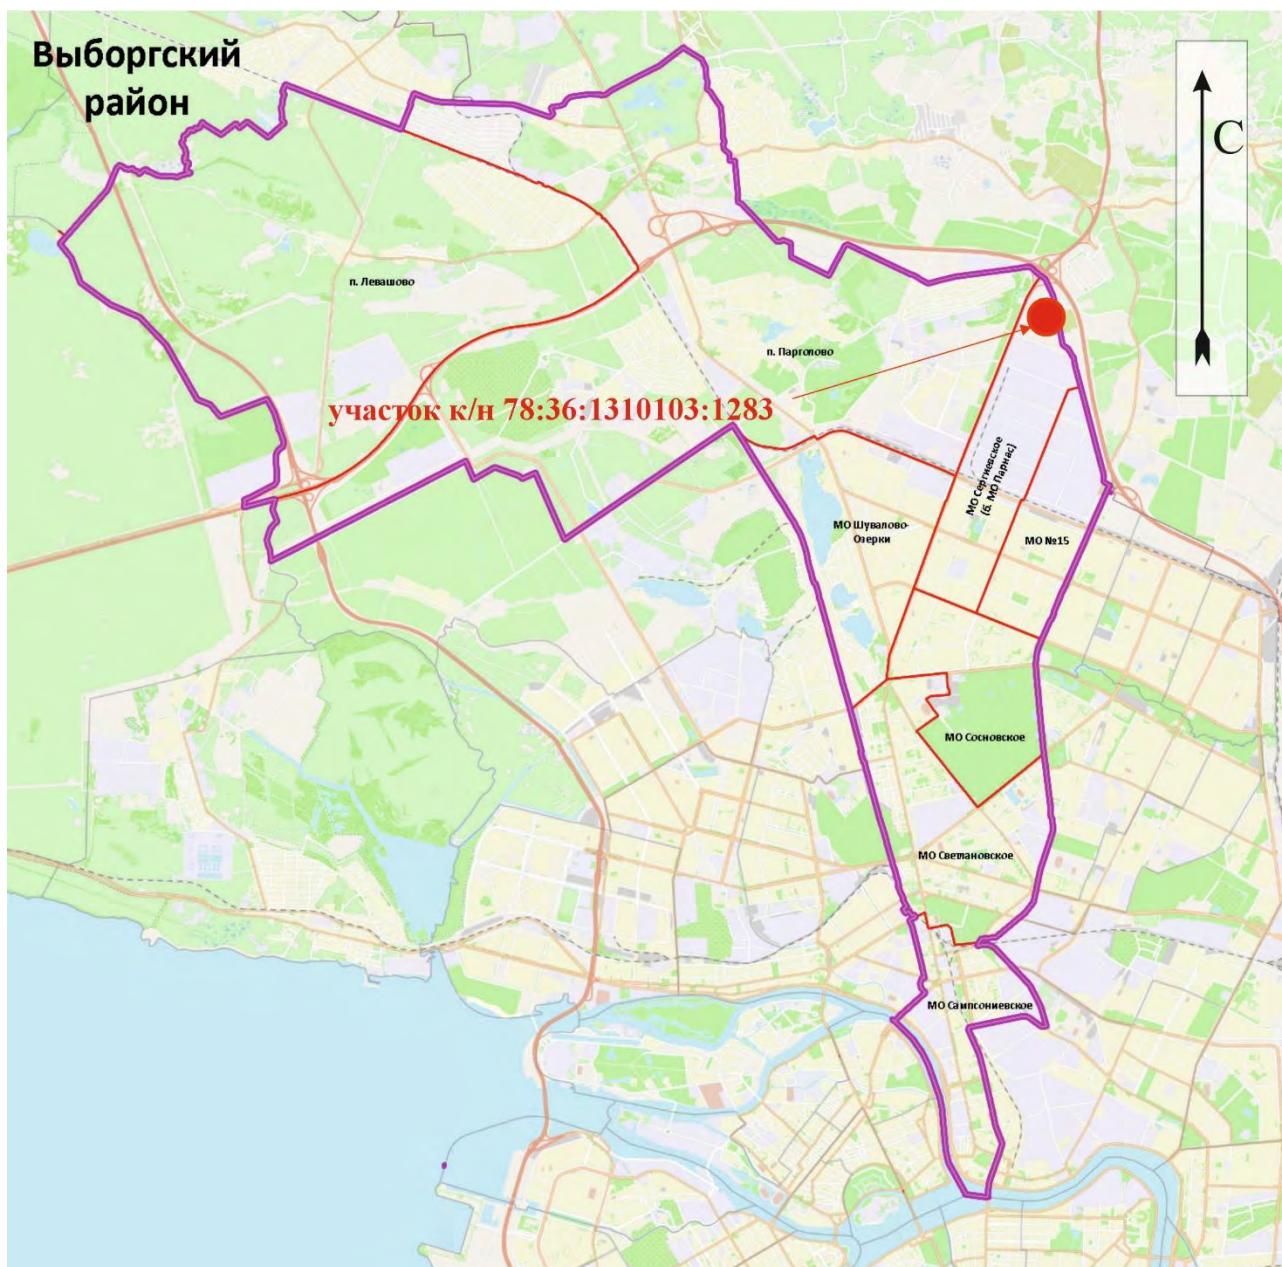 Выборгский
район
С
п. Левашово
п. Парголово
участок к/н 78:36:1310103:1283
МО Сергиевское
(б. МО Парнас)
МО Шувалово-
Озерки
МО №15
МО Сосновское
МО Светлановское
МО Сампсониевское